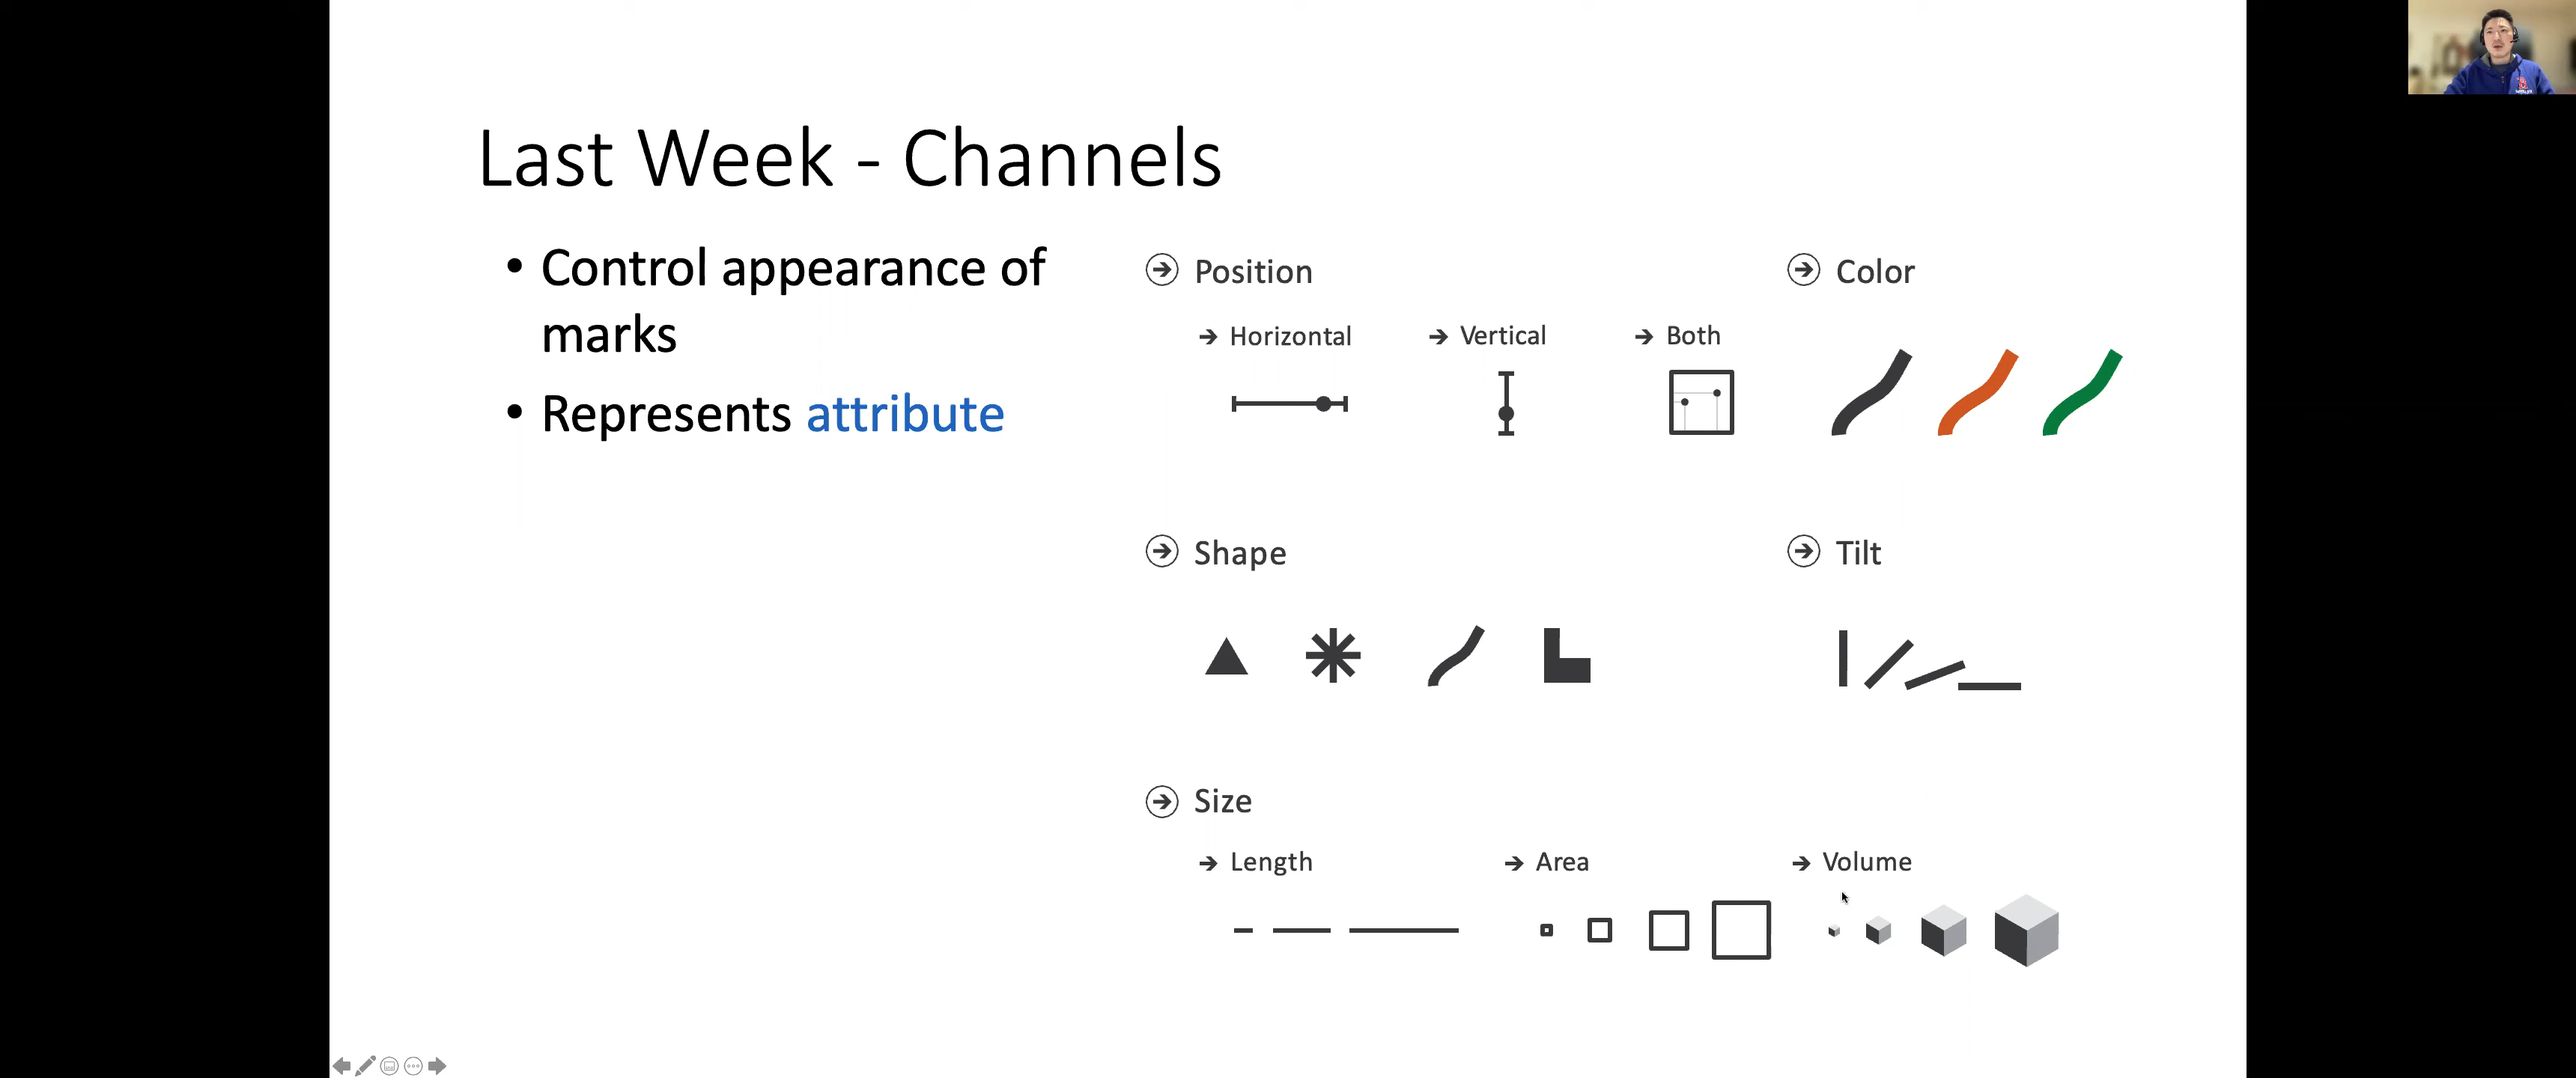 Last Week - Channels
• Control appearance of
marks
• Represents attribute
Position
Horizontal
Vertical
Both
Color
Shape
Tilt
Size
Length
Area
Volume